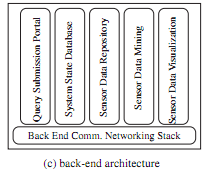 Query Submission Portal
System State Database
Sensor Data Repository
Sensor Data Mining
Sensor Data Visualization
Back End Comm. Networking Stack
(c) back-end architecture